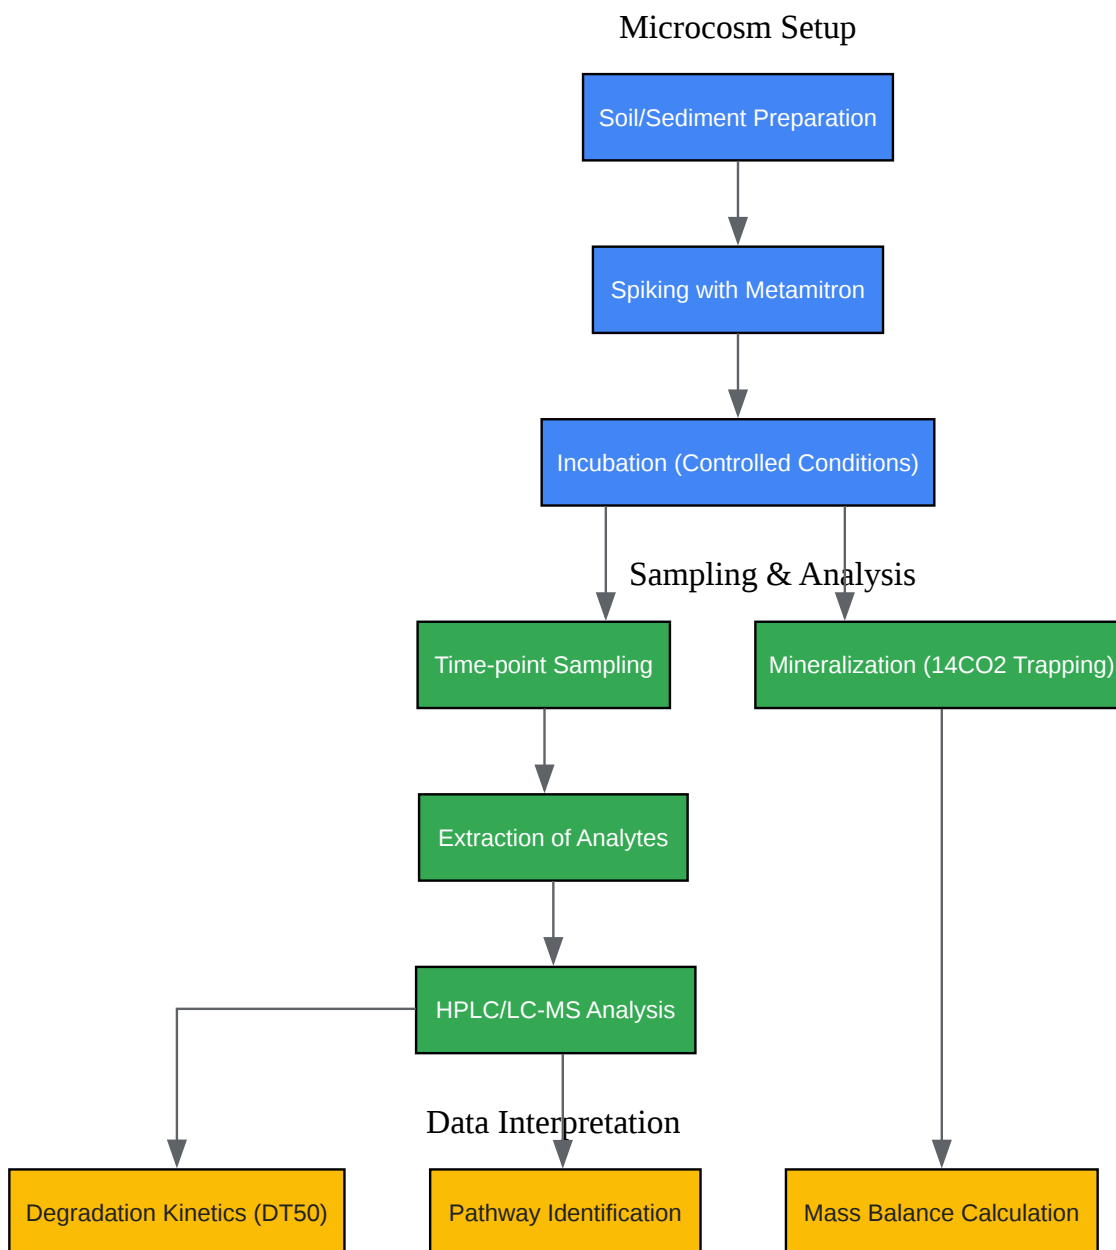 Microcosm Setup
Soil/Sediment Preparation
Spiking with Metamitron
Incubation (Controlled Conditions)
Sampling & Analysis
Time-point Sampling
Mineralization (14CO2 Trapping)
Extraction of Analytes
HPLC/LC-MS Analysis
Data Interpretation
Degradation Kinetics (DT50)
Pathway Identification
Mass Balance Calculation